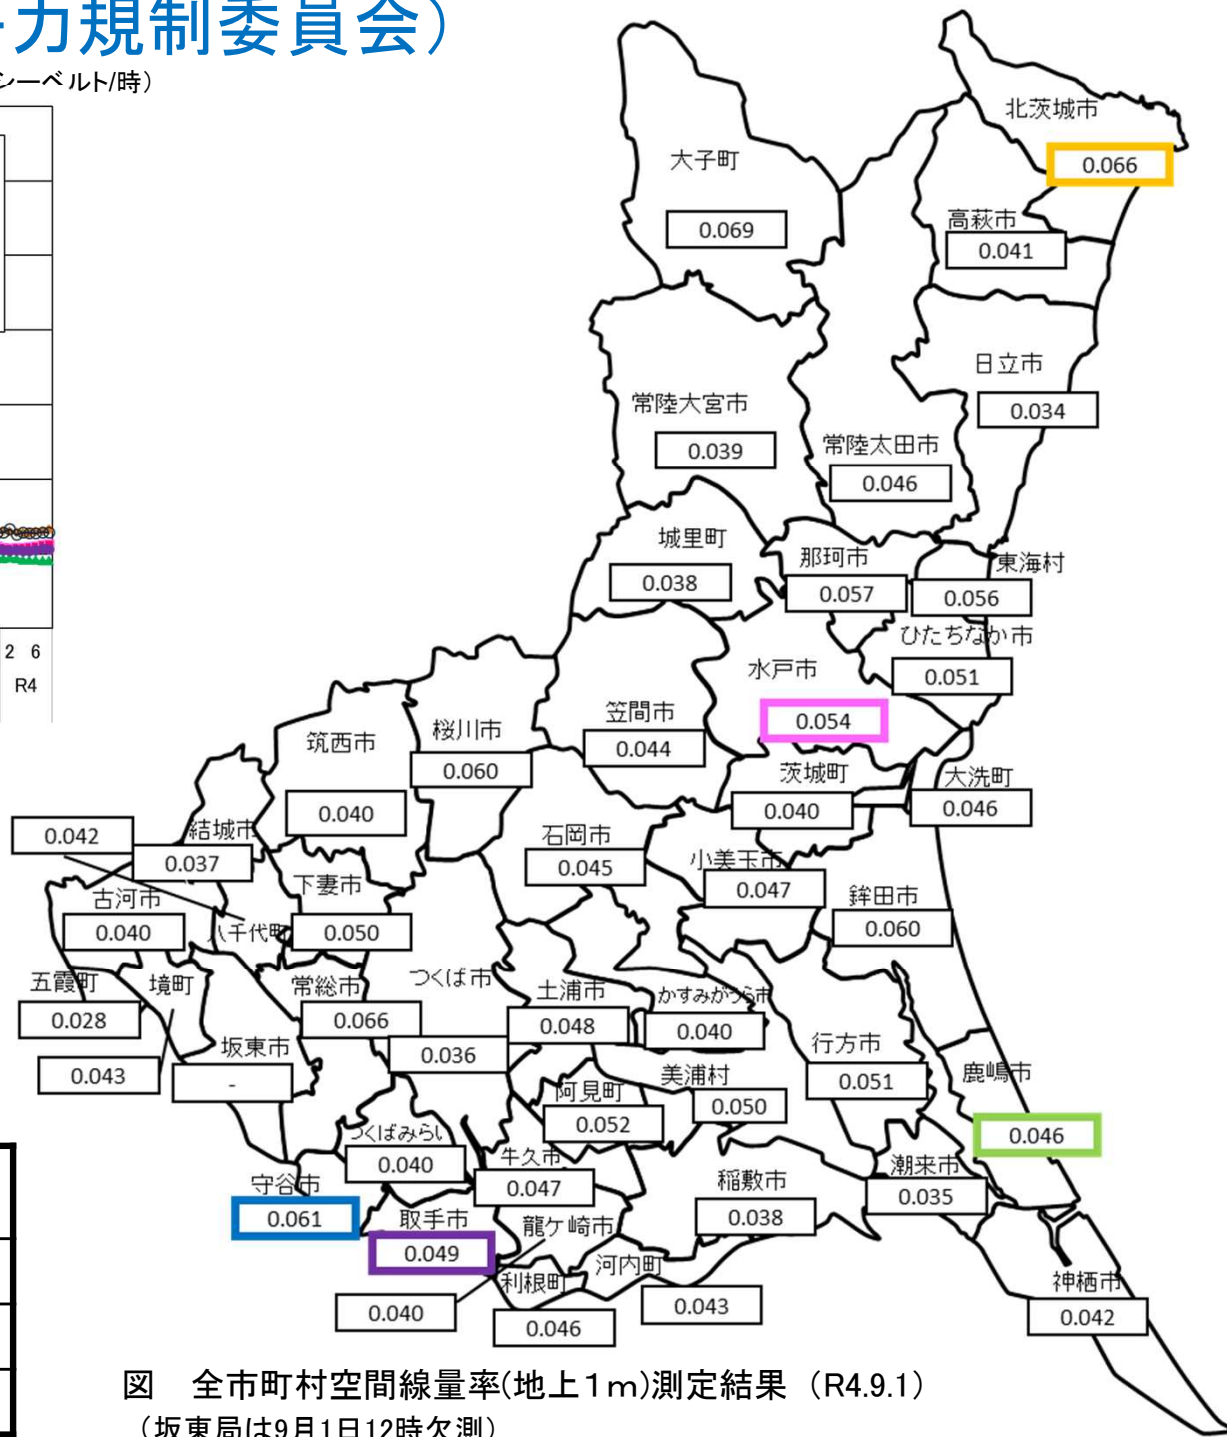 力規制委員会）
シーベルト/時）
北茨城市
0.066
大子町
0.069
高萩市
0.041
日立市
0.034
常陸大宮市
0.039
常陸太田市
0.046
城里町
0.038
那珂市
0.057
東海村
0.056
ひたちなか市
0.051
水戸市
0.054
笠間市
0.044
桜川市
0.060
筑西市
0.040
茨城町
0.040
大洗町
0.046
2 6
R4
0.042
結城市
0.037
石岡市
0.045
小美玉市
0.047
鉾田市
0.060
古河市
0.040
八千代町
下妻市
0.050
五霞町
0.028
境町
0.043
常総市
0.066
つくば市
0.036
土浦市
0.048
かすみがうら市
0.040
坂東市
-
行方市
0.051
鹿嶋市
0.046
美浦村
0.050
阿見町
0.052
つくばみらい
0.040
牛久市
0.047
稲敷市
0.038
潮来市
0.035
守谷市
0.061
取手市
0.049
龍ケ崎市
0.040
利根町
0.046
河内町
0.043
神栖市
0.042
図　全市町村空間線量率(地上１ｍ)測定結果（R4.9.1）
（坂東局は9月1日12時欠測）